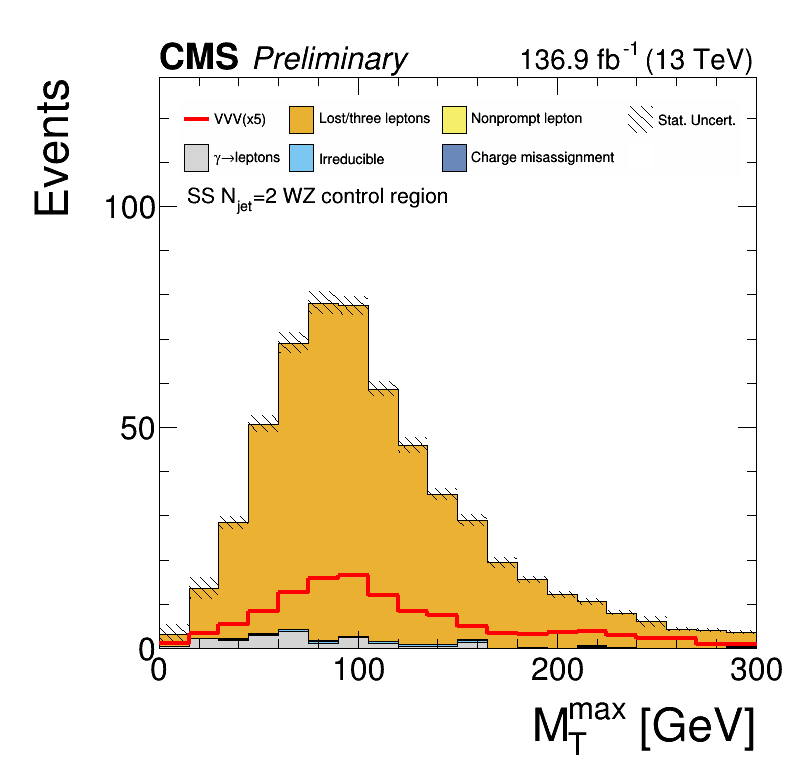 CMS Preliminary 136.9 fb⁻¹ (13 TeV)
Events
VVV(x5) Lost/three leptons Nonprompt lepton Stat. Uncert.
γ→leptons Irreducible Charge misassignment
SS N_jet=2 WZ control region
100
50
0
0 100 200 300
M_T^max [GeV]